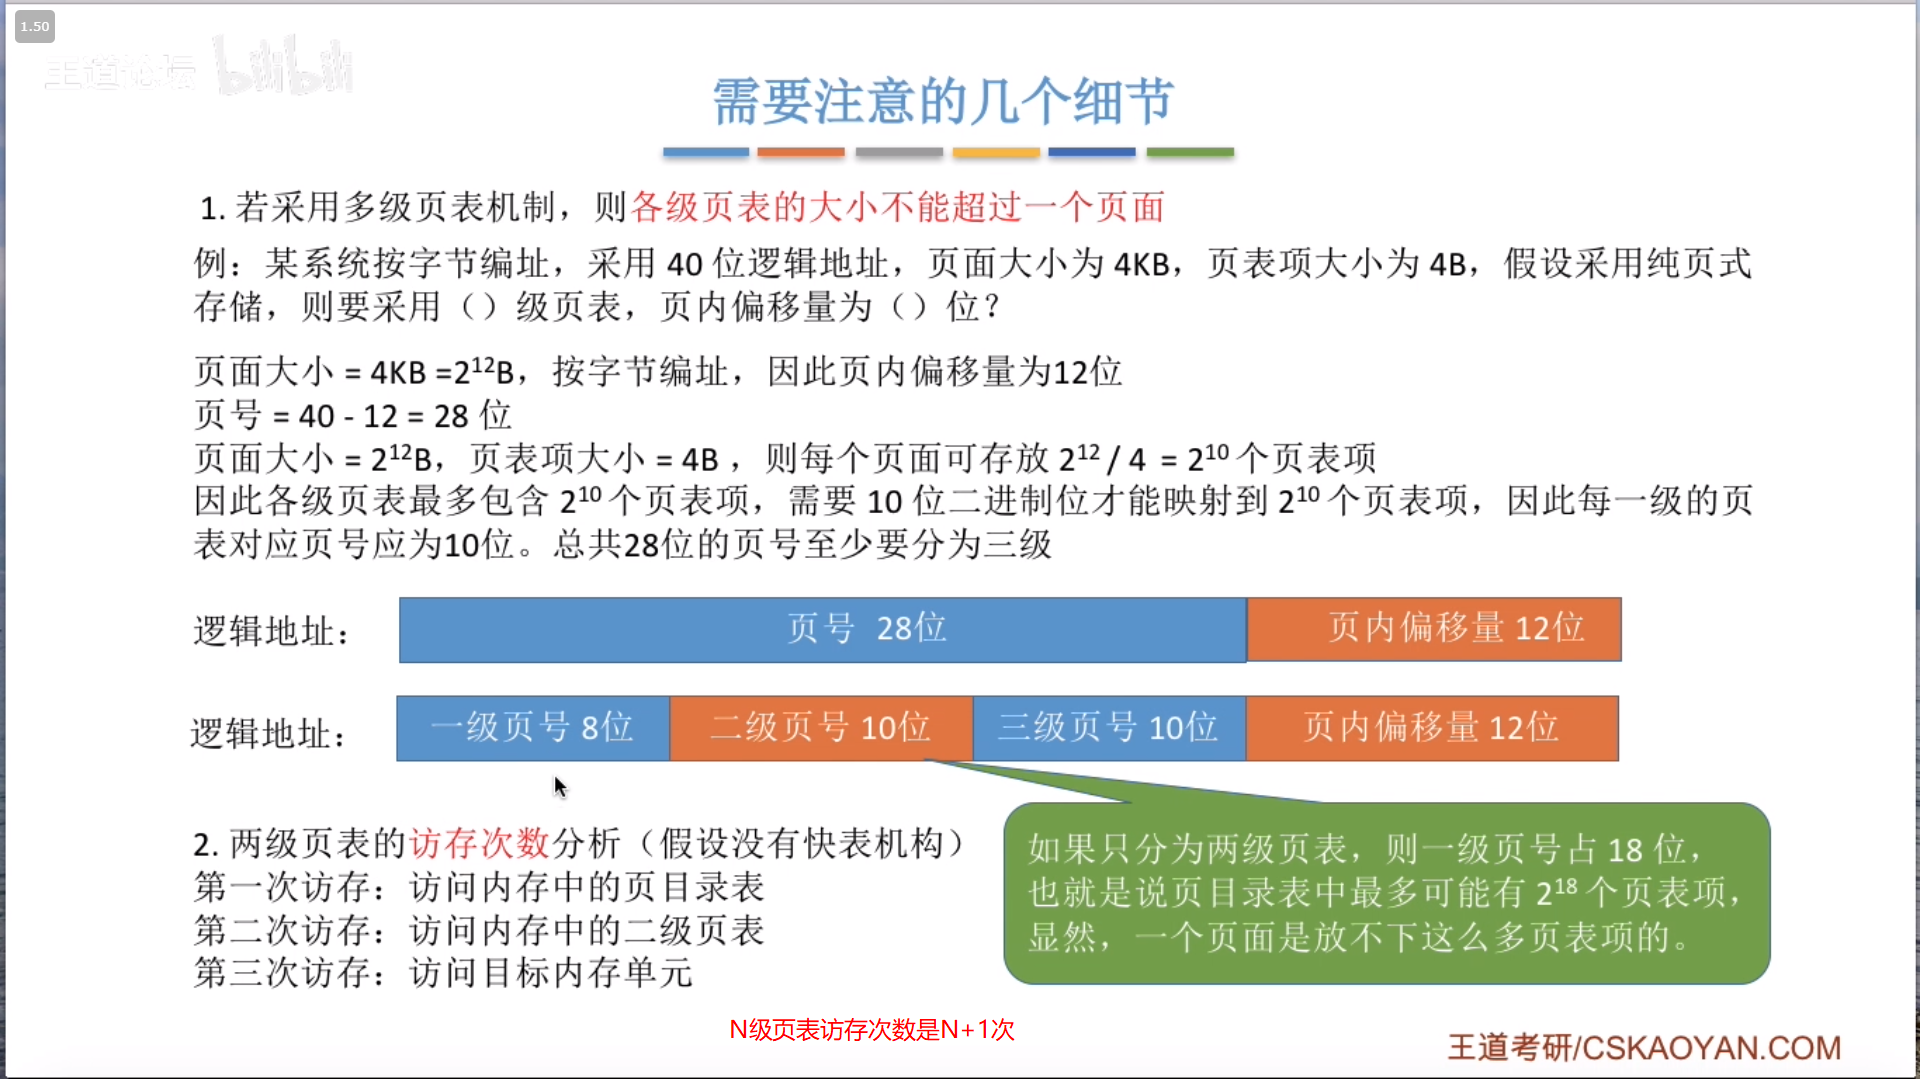 1.50
王道论坛 bilibili
需要注意的几个细节
1. 若采用多级页表机制，则各级页表的大小不能超过一个页面
例：某系统按字节编址，采用 40 位逻辑地址，页面大小为 4KB，页表项大小为 4B，假设采用纯页式
存储，则要采用（）级页表，页内偏移量为（）位？
页面大小 = 4KB =2¹²B，按字节编址，因此页内偏移量为12位
页号 = 40 - 12 = 28 位
页面大小 = 2¹²B，页表项大小 = 4B ，则每个页面可存放 2¹² / 4 = 2¹⁰ 个页表项
因此各级页表最多包含 2¹⁰ 个页表项，需要 10 位二进制位才能映射到 2¹⁰ 个页表项，因此每一级的页
表对应页号应为10位。总共28位的页号至少要分为三级
逻辑地址： 页号 28位 页内偏移量 12位
逻辑地址： 一级页号 8位 二级页号 10位 三级页号 10位 页内偏移量 12位
2. 两级页表的访存次数分析（假设没有快表机构）
第一次访存：访问内存中的页目录表
第二次访存：访问内存中的二级页表
第三次访存：访问目标内存单元
如果只分为两级页表，则一级页号占 18 位，
也就是说页目录表中最多可能有 2¹⁸ 个页表项，
显然，一个页面是放不下这么多页表项的。
N级页表访存次数是N+1次
王道考研/CSKAOYAN.COM